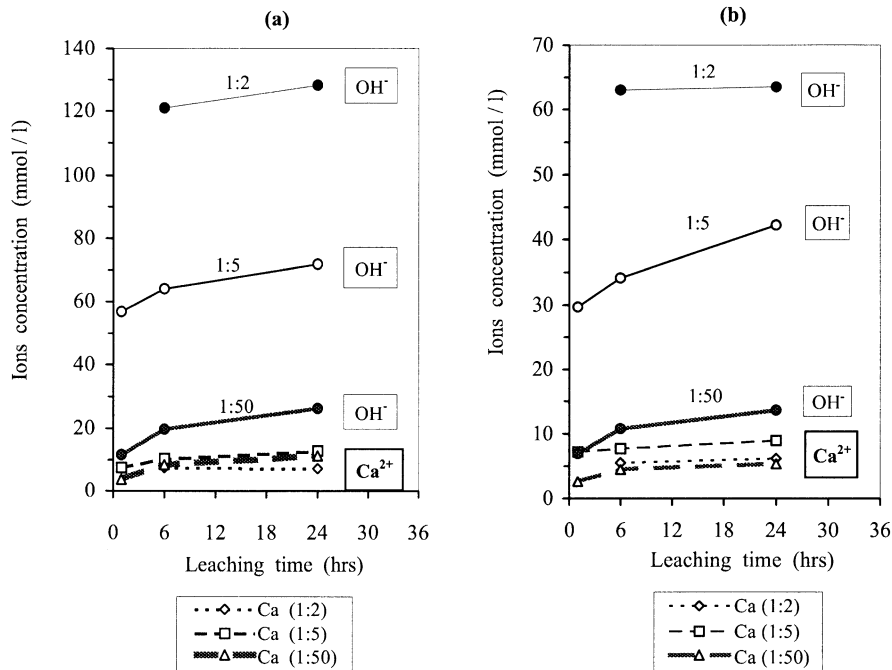 (a)
140
120
100
80
60
40
20
0
Ions concentration (mmol / l)
1:2
OH⁻
1:5
OH⁻
1:50
OH⁻
Ca²⁺
0 6 12 18 24 30 36
Leaching time (hrs)
Ca (1:2)
Ca (1:5)
Ca (1:50)
(b)
70
60
50
40
30
20
10
0
Ions concentration (mmol / l)
1:2
OH⁻
1:5
OH⁻
1:50
OH⁻
Ca²⁺
0 6 12 18 24 30 36
Leaching time (hrs)
Ca (1:2)
Ca (1:5)
Ca (1:50)